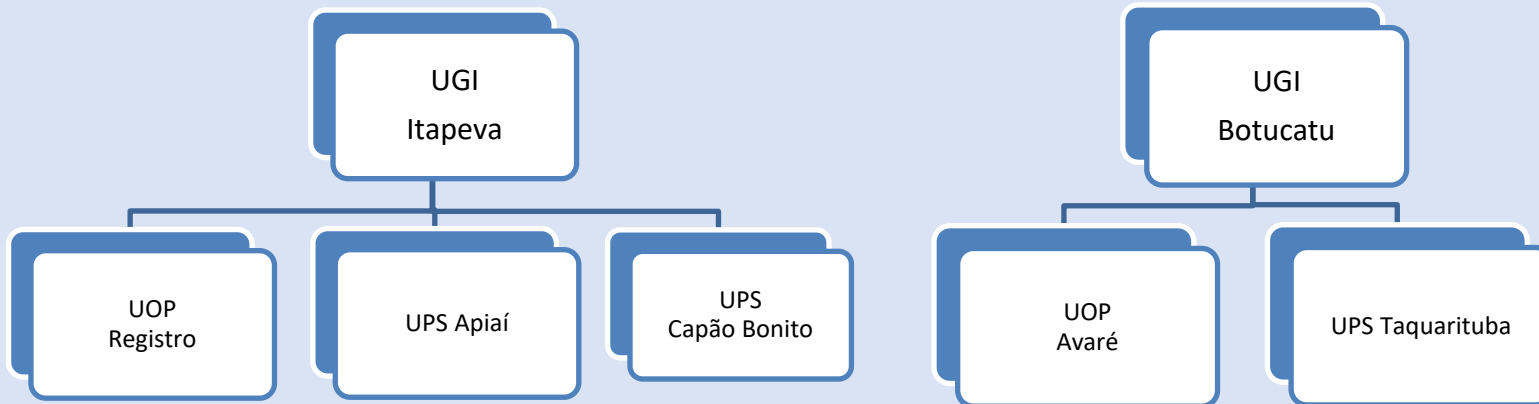 UGI
Itapeva
UGI
Botucatu
UOP
Registro
UPS Apiaí
UPS
Capão Bonito
UOP
Avaré
UPS Taquarituba